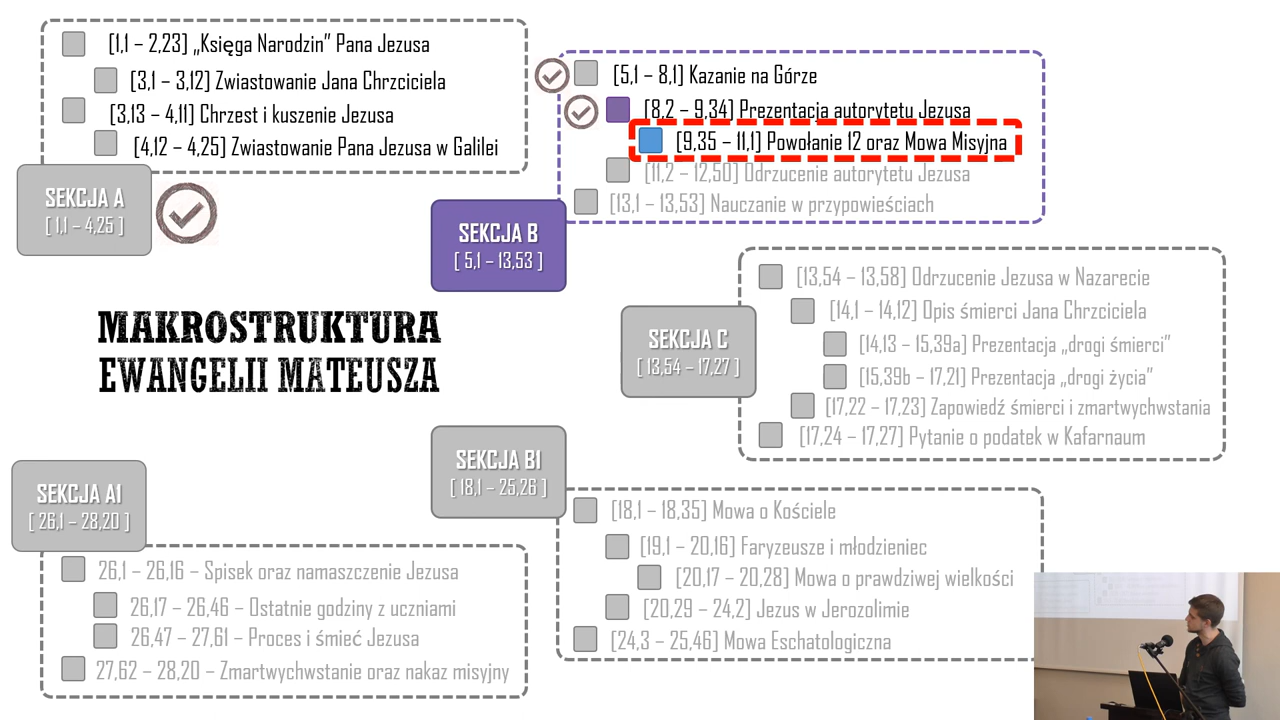 [1,1 – 2,23] „Księga Narodzin” Pana Jezusa
[3,1 – 3,12] Zwiastowanie Jana Chrzciciela
[3,13 – 4,11] Chrzest i kuszenie Jezusa
[4,12 – 4,25] Zwiastowanie Pana Jezusa w Galilei
SEKCJA A
[ 1,1 – 4,25 ]
[5,1 – 8,1] Kazanie na Górze
[8,2 – 9,34] Prezentacja autorytetu Jezusa
[9,35 – 11,1] Powołanie 12 oraz Mowa Misyjna
[11,2 – 12,50] Odrzucenie autorytetu Jezusa
[13,1 – 13,53] Nauczanie w przypowieściach
SEKCJA B
[ 5,1 – 13,53 ]
MAKROSTRUKTURA
EWANGELII MATEUSZA
SEKCJA C
[ 13,54 – 17,27 ]
[13,54 – 13,58] Odrzucenie Jezusa w Nazarecie
[14,1 – 14,12] Opis śmierci Jana Chrzciciela
[14,13 – 15,39a] Prezentacja „drogi śmierci”
[15,39b – 17,21] Prezentacja „drogi życia”
[17,22 – 17,23] Zapowiedź śmierci i zmartwychwstania
[17,24 – 17,27] Pytanie o podatek w Kafarnaum
SEKCJA B1
[ 18,1 – 25,26 ]
[18,1 – 18,35] Mowa o Kościele
[19,1 – 20,16] Faryzeusze i młodzieniec
[20,17 – 20,28] Mowa o prawdziwej wielkości
[20,29 – 24,2] Jezus w Jerozolimie
[24,3 – 25,46] Mowa Eschatologiczna
SEKCJA A1
[ 26,1 – 28,20 ]
26,1 – 26,16 – Spisek oraz namaszczenie Jezusa
26,17 – 26,46 – Ostatnie godziny z uczniami
26,47 – 27,61 – Proces i śmieć Jezusa
27,62 – 28,20 – Zmartwychwstanie oraz nakaz misyjny